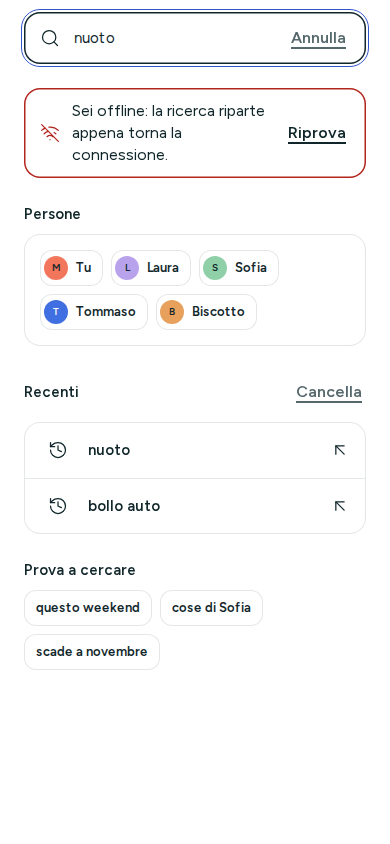 nuoto
Annulla
Sei offline: la ricerca riparte
appena torna la
connessione.
Riprova
Persone
M Tu
L Laura
S Sofia
T Tommaso
B Biscotto
Recenti
Cancella
nuoto
bollo auto
Prova a cercare
questo weekend
cose di Sofia
scade a novembre